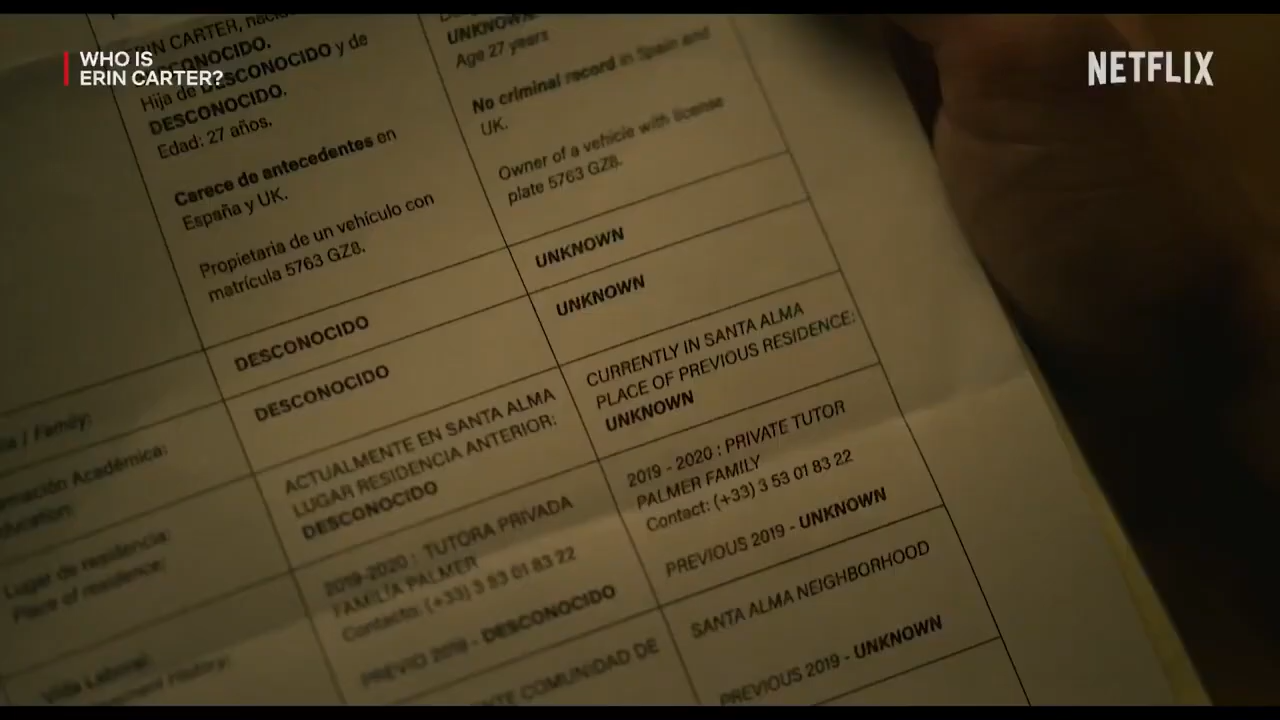 WHO IS
ERIN CARTER?
NETFLIX
ERIN CARTER,
DESCONOCIDO.
Hija de DESCONOCIDO y de
DESCONOCIDO.
Edad: 27 años.
Carece de antecedentes en
España y UK.
Propietaria de un vehículo con
matrícula 5763 GZ8.
UNKNOWN.
Age 27 years
No criminal record in Spain and
UK.
Owner of a vehicle with license
plate 5763 GZ8.
/ Family:
DESCONOCIDO
UNKNOWN
Académica:
DESCONOCIDO
UNKNOWN
Lugar de residencia:
Place of residence:
ACTUALMENTE EN SANTA ALMA
LUGAR RESIDENCIA ANTERIOR:
DESCONOCIDO
CURRENTLY IN SANTA ALMA
PLACE OF PREVIOUS RESIDENCE:
UNKNOWN
Vida Laboral:
history:
2019-2020 : TUTORA PRIVADA
FAMILIA PALMER
Contacto: (+33) 3 53 01 83 22
PREVIO 2019 - DESCONOCIDO
2019 - 2020 : PRIVATE TUTOR
PALMER FAMILY
Contact: (+33) 3 53 01 83 22
PREVIOUS 2019 - UNKNOWN
COMUNIDAD DE
SANTA ALMA NEIGHBORHOOD
PREVIOUS 2019 - UNKNOWN